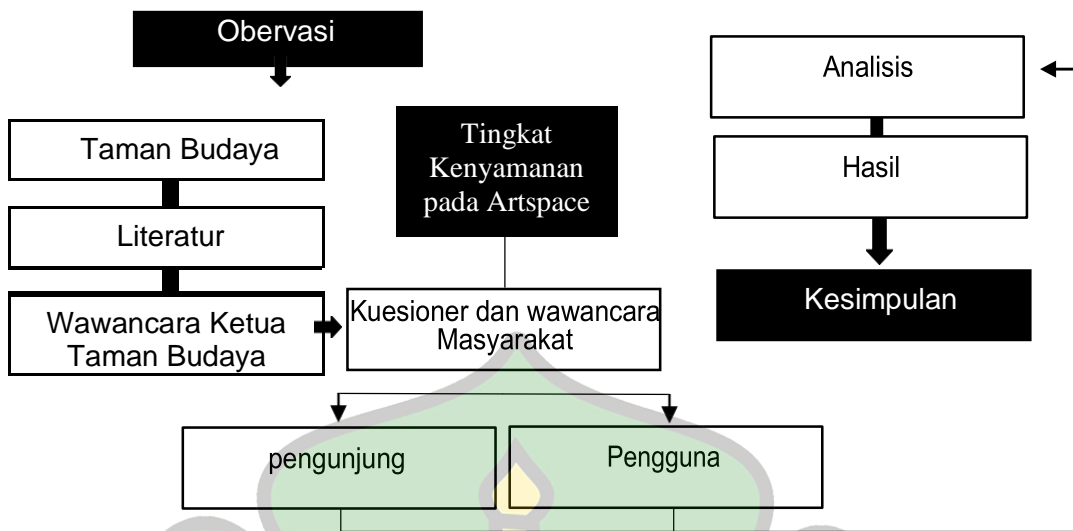 Obervasi
Taman Budaya
Literatur
Wawancara Ketua
Taman Budaya
Tingkat
Kenyamanan
pada Artspace
Kuesioner dan wawancara
Masyarakat
pengunjung
Pengguna
Analisis
Hasil
Kesimpulan